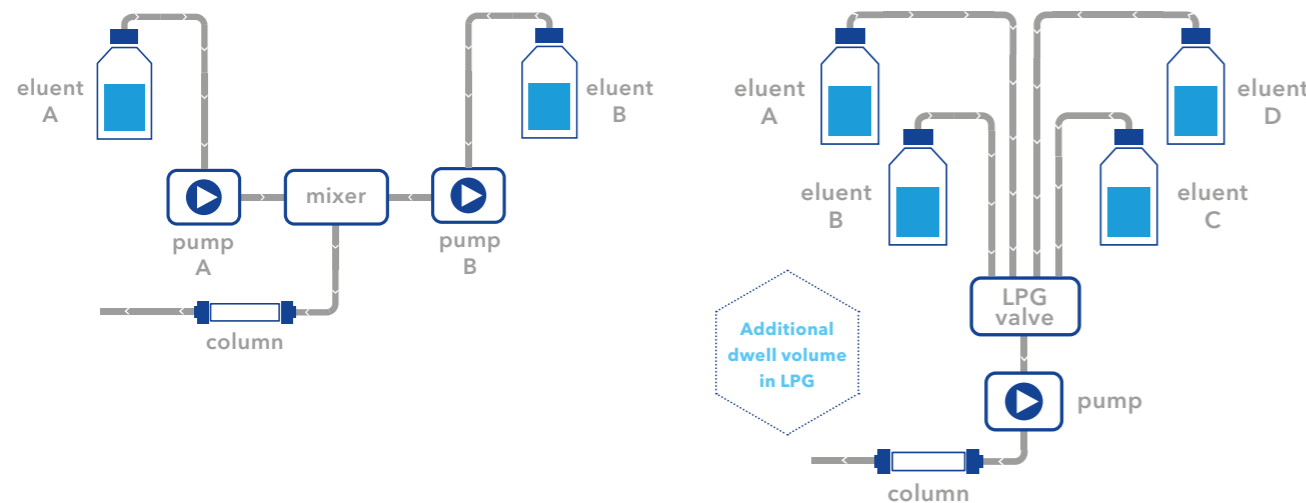 eluent
A
eluent
B
pump
A
mixer
pump
B
column
eluent
A
eluent
B
eluent
D
eluent
C
LPG
valve
Additional
dwell volume
in LPG
pump
column